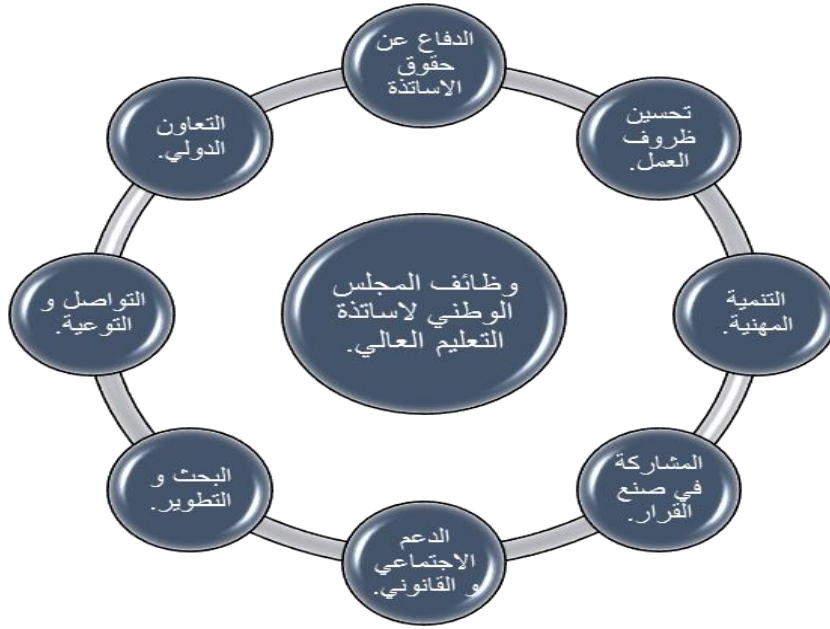 الدفاع عن
حقوق
الاساتذة
تحسين
ظروف
العمل.
التنمية
المهنية.
المشاركة
في صنع
القرار.
الدعم
الاجتماعي
و القانوني.
البحث و
التطوير.
التواصل و
التوعية.
التعاون
الدولي.
وظائف المجلس
الوطني لاساتذة
التعليم العالي.